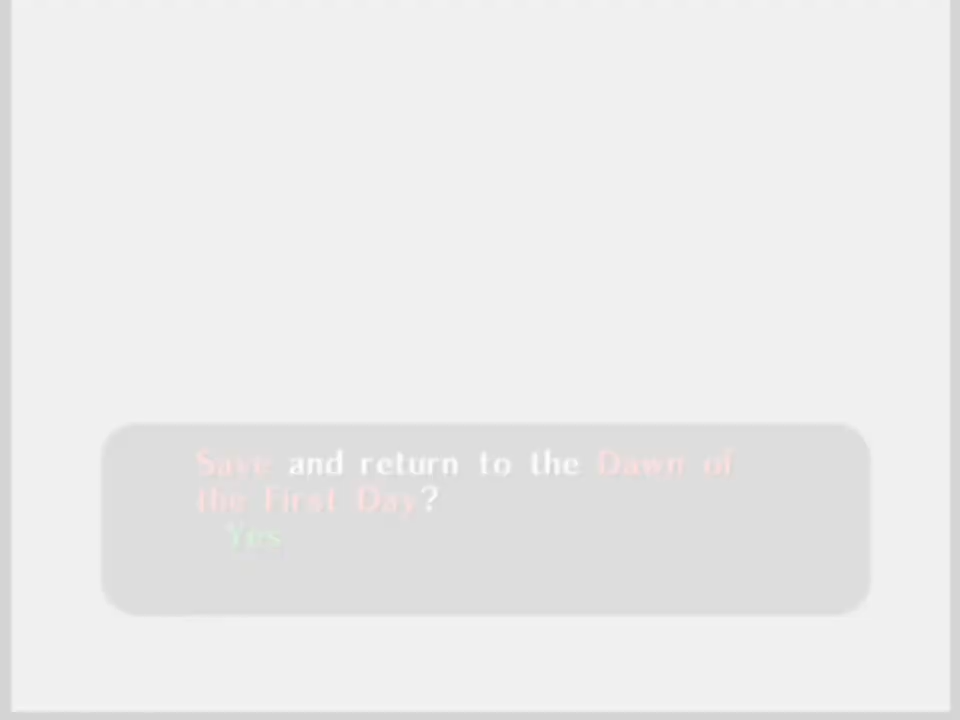 Save and return to the Dawn of
the First Day?
Yes